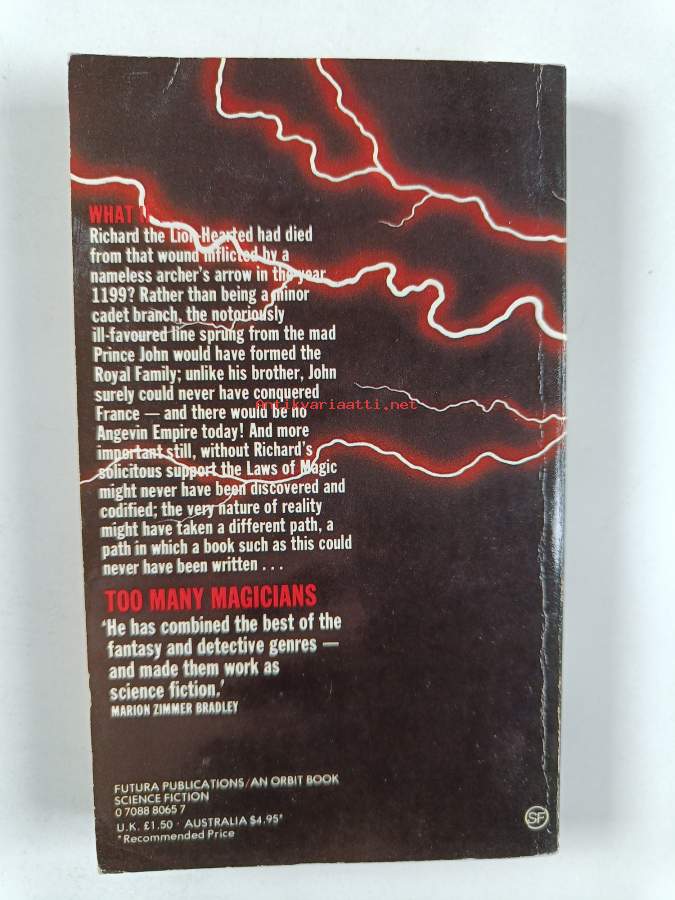 WHAT I
Richard the Lion-Hearted had died
from that wound inflicted by a
nameless archer's arrow in the year
1199? Rather than being a minor
cadet branch, the notoriously
ill-favoured line sprung from the mad
Prince John would have formed the
Royal Family; unlike his brother, John
surely could never have conquered
France — and there would be no
Angevin Empire today! And more
important still, without Richard's
solicitous support the Laws of Magic
might never have been discovered and
codified; the very nature of reality
might have taken a different path, a
path in which a book such as this could
never have been written . . .
Antikvariaatti.net
TOO MANY MAGICIANS
'He has combined the best of the
fantasy and detective genres —
and made them work as
science fiction.'
MARION ZIMMER BRADLEY
FUTURA PUBLICATIONS/AN ORBIT BOOK
SCIENCE FICTION
0 7088 8065 7
U.K. £1.50 · AUSTRALIA $4.95*
*Recommended Price
SF